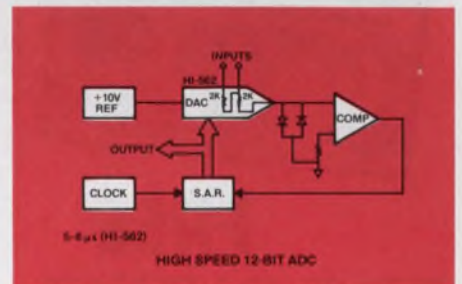 INPUTS
HI-562
+10V
REF
DAC
2K
2K
COMP
OUTPUT
CLOCK
S.A.R.
5-6 μs (HI-562)
HIGH SPEED 12-BIT ADC